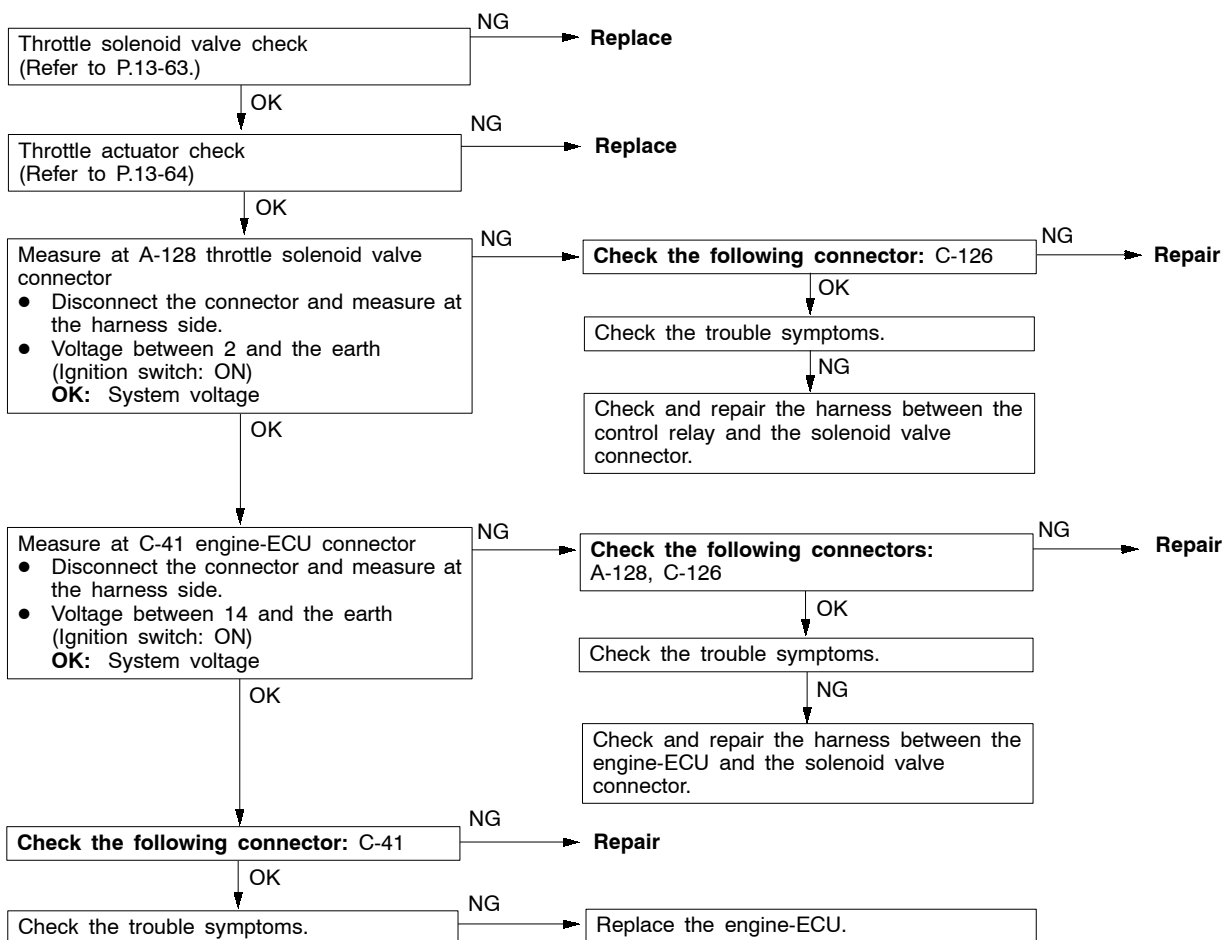 Throttle solenoid valve check
(Refer to P.13-63.)
NG
Replace
OK
Throttle actuator check
(Refer to P.13-64)
NG
Replace
OK
Measure at A-128 throttle solenoid valve
connector
● Disconnect the connector and measure at
the harness side.
● Voltage between 2 and the earth
(Ignition switch: ON)
OK: System voltage
NG
Check the following connector: C-126
NG
Repair
OK
Check the trouble symptoms.
NG
Check and repair the harness between the
control relay and the solenoid valve
connector.
OK
Measure at C-41 engine-ECU connector
● Disconnect the connector and measure at
the harness side.
● Voltage between 14 and the earth
(Ignition switch: ON)
OK: System voltage
NG
Check the following connectors:
A-128, C-126
NG
Repair
OK
Check the trouble symptoms.
NG
Check and repair the harness between the
engine-ECU and the solenoid valve
connector.
OK
Check the following connector: C-41
NG
Repair
OK
Check the trouble symptoms.
NG
Replace the engine-ECU.